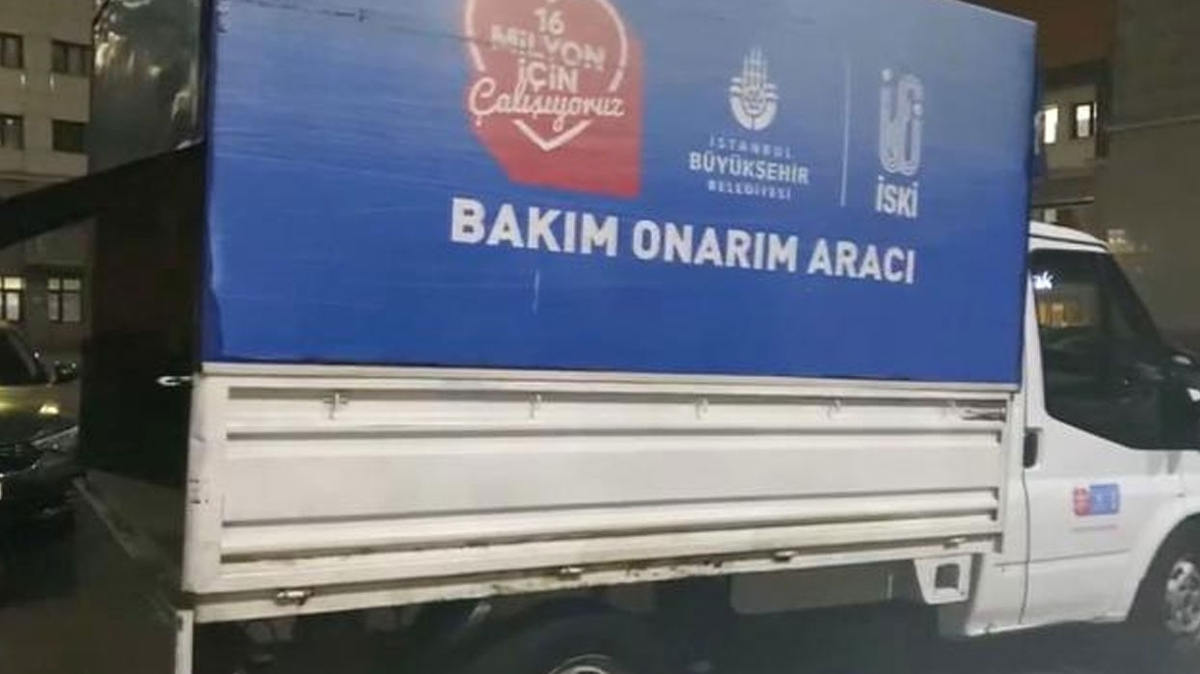 16
MİLYON
İÇİN
Çalışıyoruz
İSTANBUL
BÜYÜKŞEHİR
BELEDİYESİ
İSKİ
BAKIM ONARIM ARACI